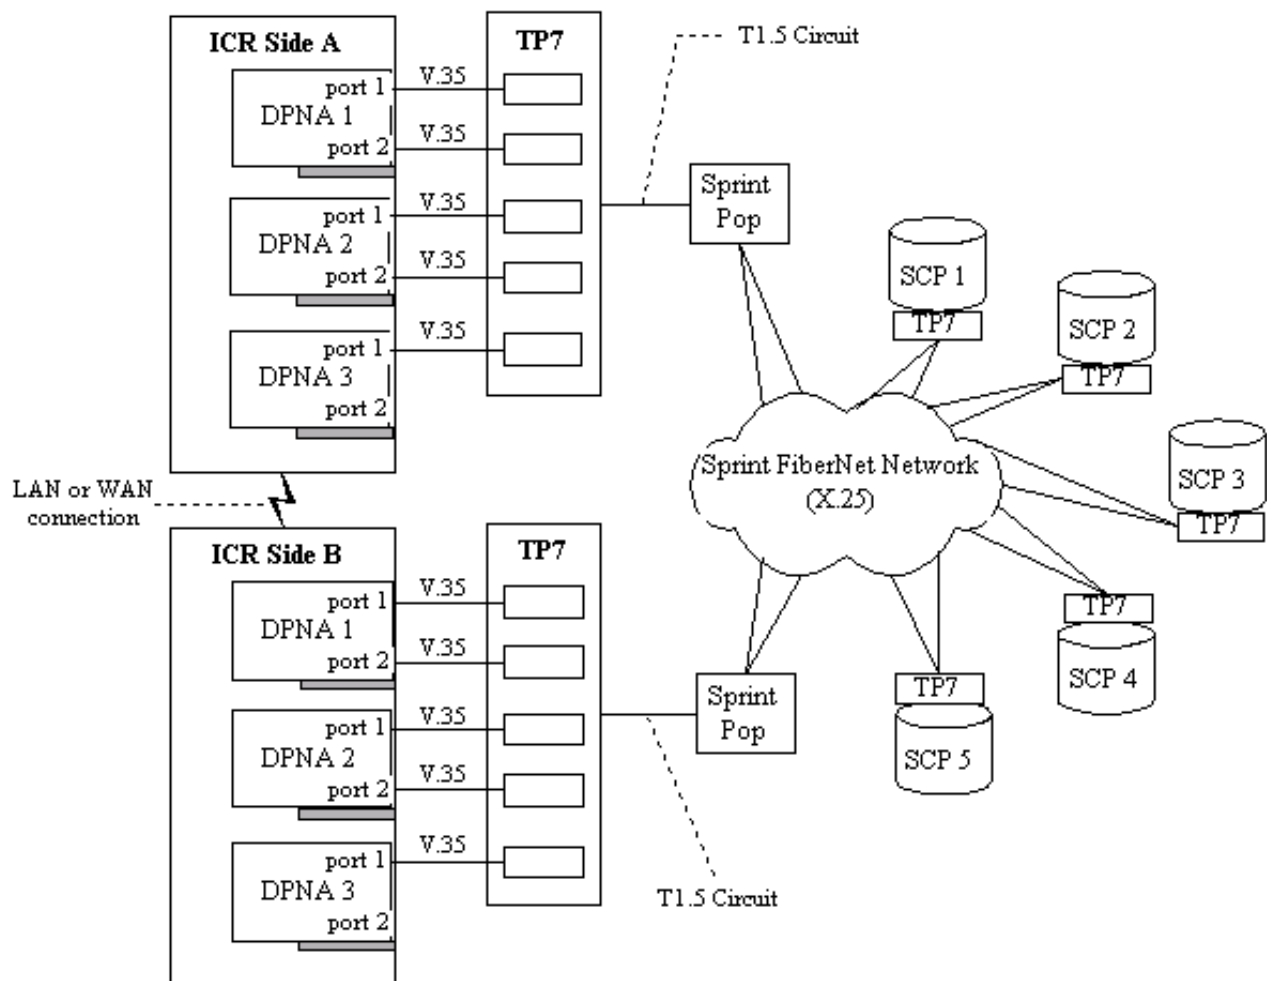 ICR Side A
port 1
DPNA 1
port 2
port 1
DPNA 2
port 2
port 1
DPNA 3
port 2
V.35
V.35
V.35
V.35
V.35
TP7
T1.5 Circuit
Sprint
Pop
SCP 1
TP7
SCP 2
TP7
SCP 3
TP7
Sprint FiberNet Network
(X.25)
LAN or WAN
connection
ICR Side B
port 1
DPNA 1
port 2
port 1
DPNA 2
port 2
port 1
DPNA 3
port 2
V.35
V.35
V.35
V.35
V.35
TP7
Sprint
Pop
T1.5 Circuit
TP7
SCP 4
TP7
SCP 5